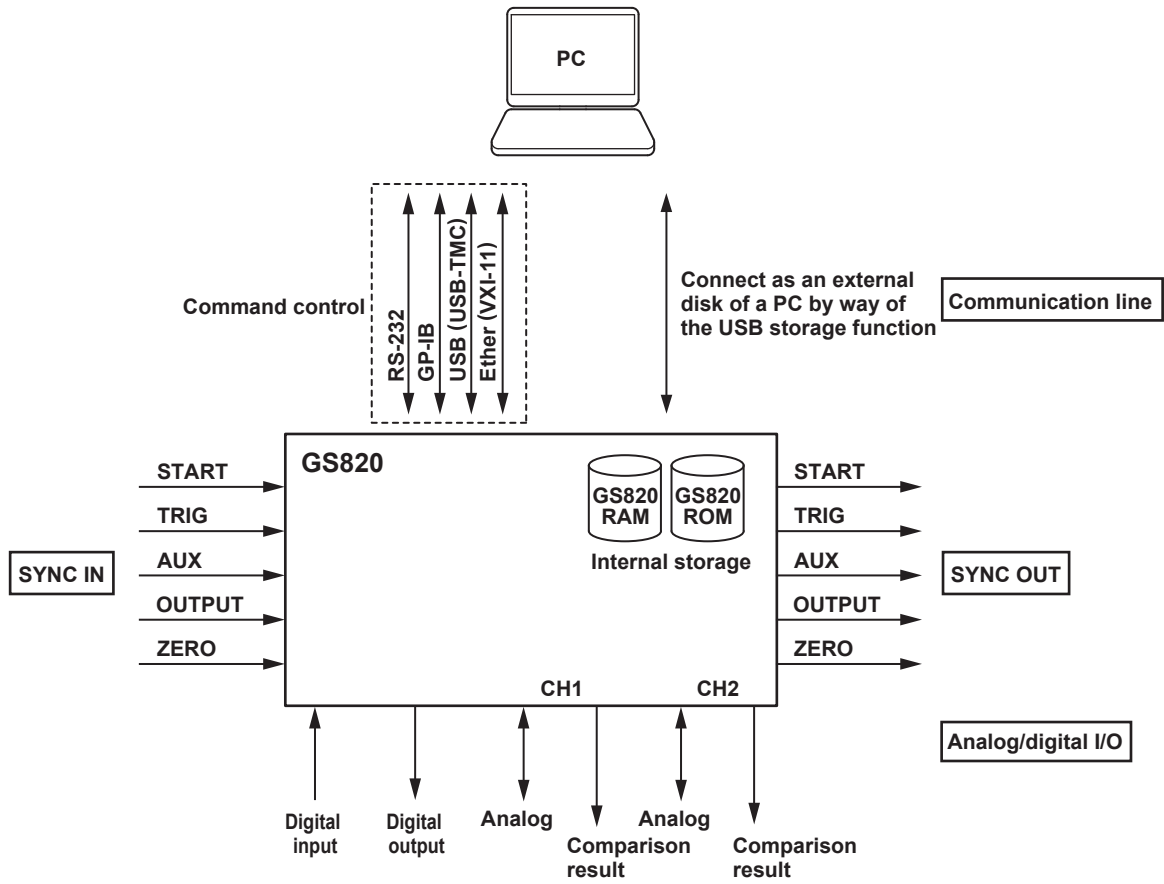 PC
Command control
RS-232
GP-IB
USB (USB-TMC)
Ether (VXI-11)
Connect as an external
disk of a PC by way of
the USB storage function
Communication line
GS820
GS820
RAM
GS820
ROM
Internal storage
SYNC IN
START
TRIG
AUX
OUTPUT
ZERO
START
TRIG
AUX
OUTPUT
ZERO
SYNC OUT
CH1
CH2
Analog/digital I/O
Digital
input
Digital
output
Analog
Comparison
result
Analog
Comparison
result